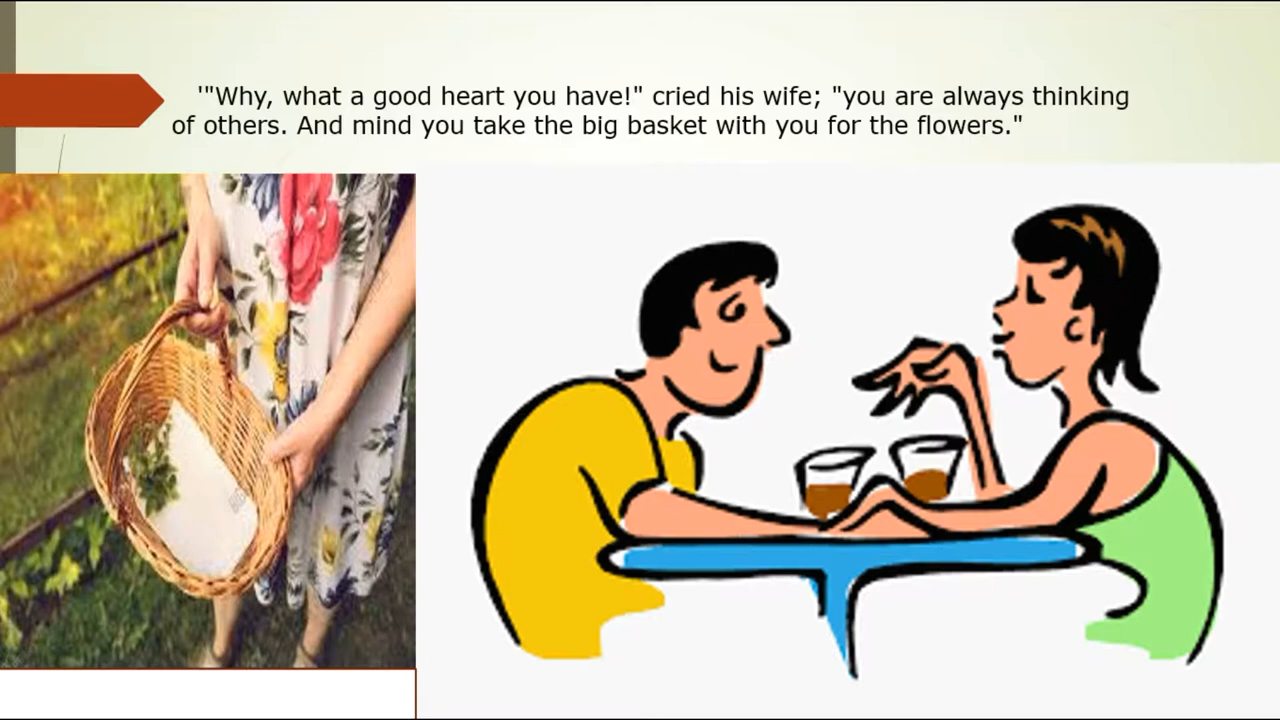 '"Why, what a good heart you have!" cried his wife; "you are always thinking
of others. And mind you take the big basket with you for the flowers."